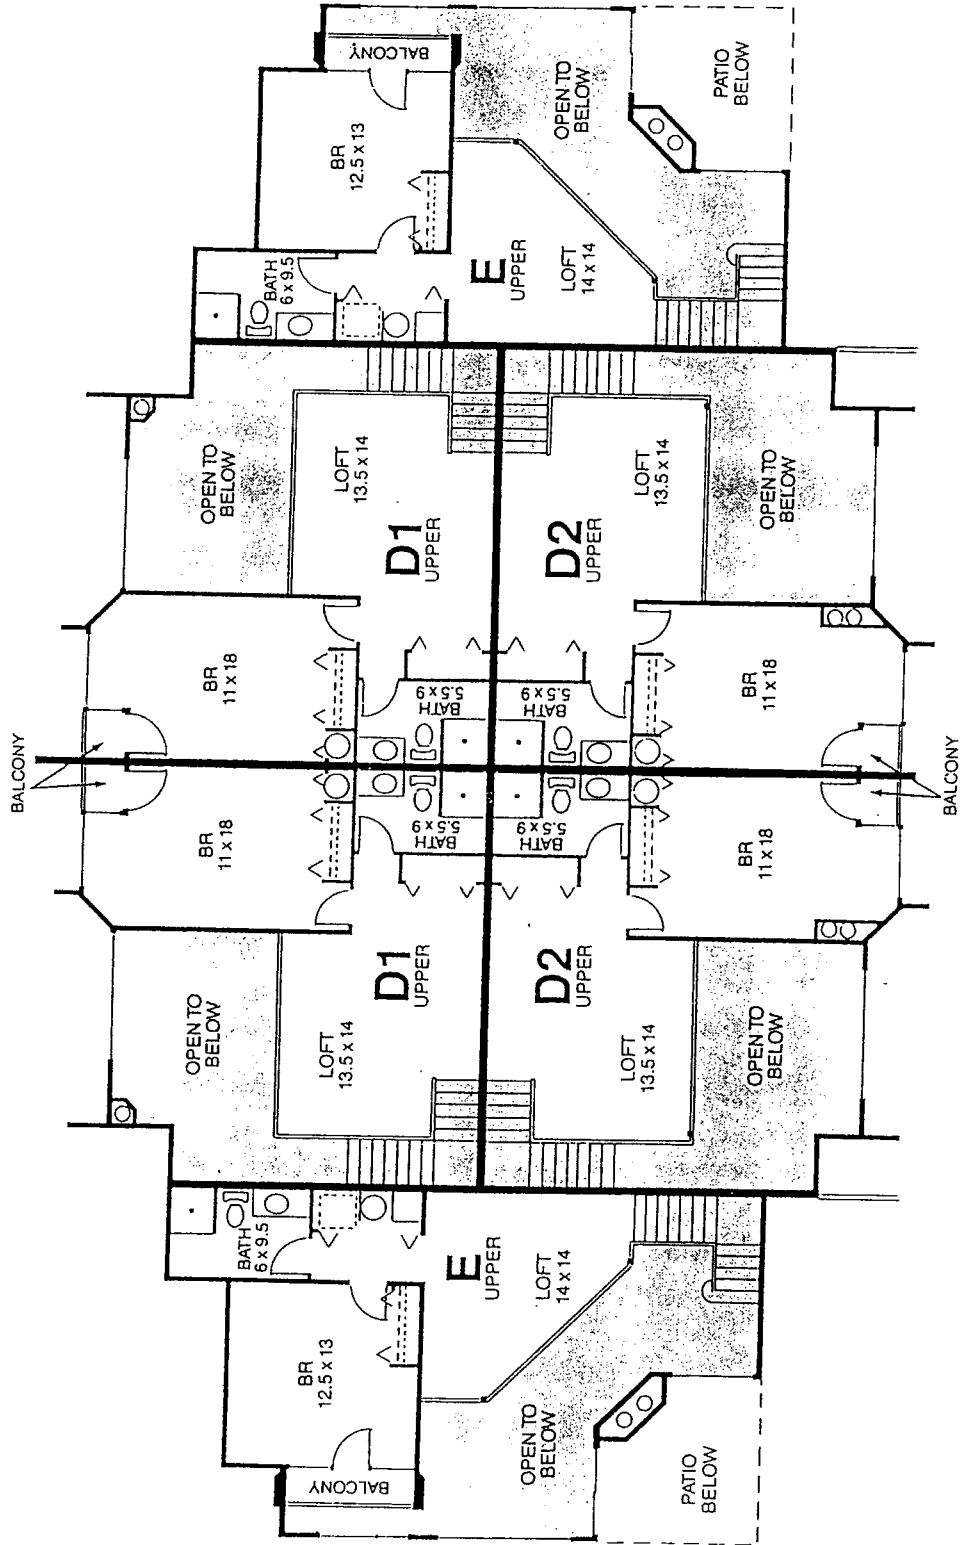 BALCONY
BR
12.5 x 13
BATH
6 x 9.5
E
UPPER
LOFT
14 x 14
OPEN TO
BELOW
PATIO
BELOW
OPEN TO
BELOW
LOFT
13.5 x 14
D1
UPPER
BR
11 x 18
BATH
5.5 x 9
LOFT
13.5 x 14
D2
UPPER
OPEN TO
BELOW
BATH
5.5 x 9
BR
11 x 18
BALCONY
BALCONY
BR
11 x 18
BATH
5.5 x 9
D1
UPPER
LOFT
13.5 x 14
OPEN TO
BELOW
BATH
5.5 x 9
BR
11 x 18
D2
UPPER
LOFT
13.5 x 14
OPEN TO
BELOW
BATH
6 x 9.5
BR
12.5 x 13
BALCONY
E
UPPER
LOFT
14 x 14
OPEN TO
BELOW
PATIO
BELOW